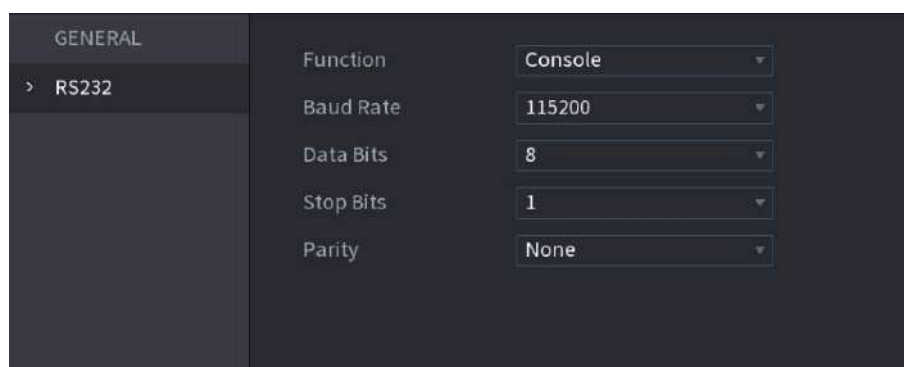 GENERAL
> RS232
Function Console
Baud Rate 115200
Data Bits 8
Stop Bits 1
Parity None